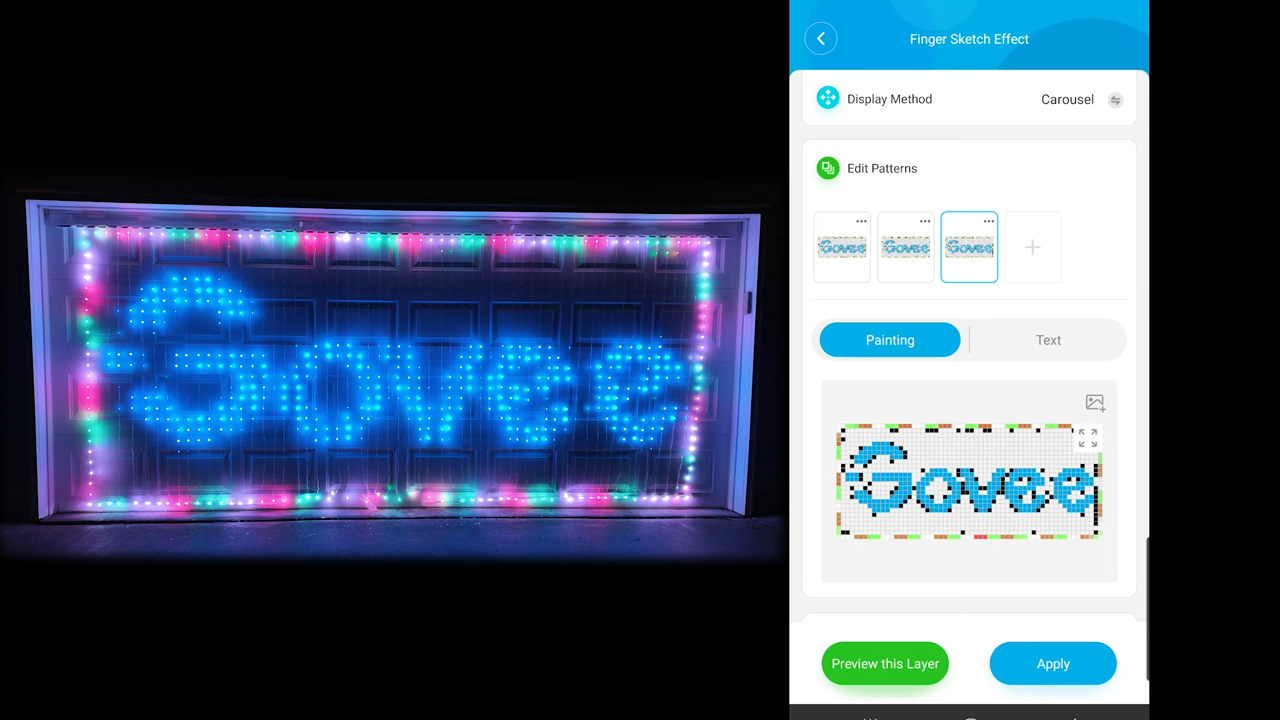 Govee
Finger Sketch Effect
Display Method
Carousel
Edit Patterns
Govee
Govee
Govee
Painting
Text
Govee
Preview this Layer
Apply